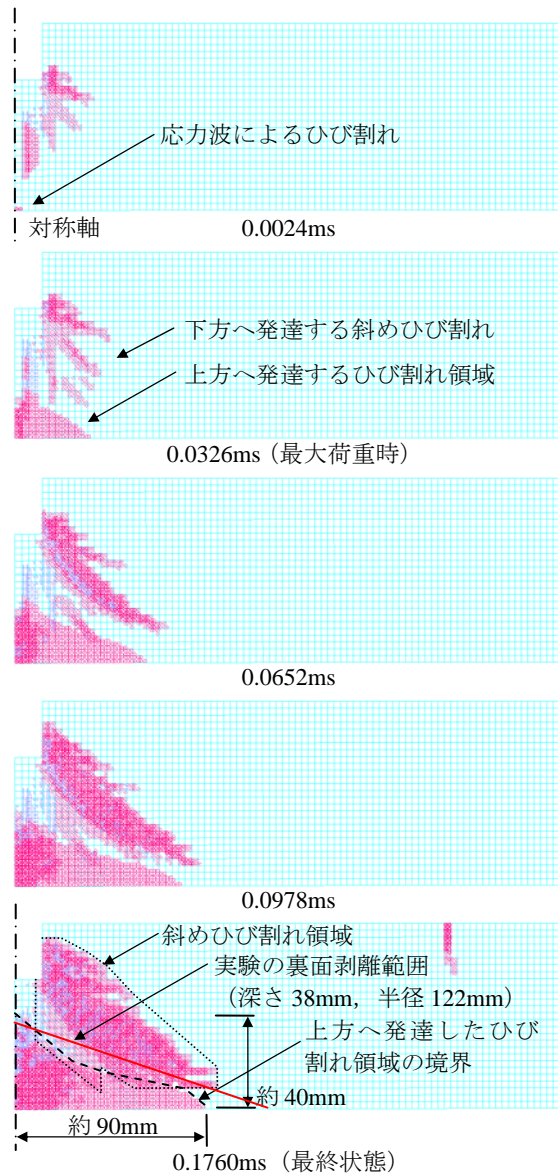 応力波によるひび割れ
対称軸
0.0024ms
下方へ発達する斜めひび割れ
上方へ発達するひび割れ領域
0.0326ms（最大荷重時）
0.0652ms
0.0978ms
斜めひび割れ領域
実験の裏面剥離範囲
（深さ 38mm，半径 122mm）
上方へ発達したひび
割れ領域の境界
約 40mm
約 90mm
0.1760ms（最終状態）